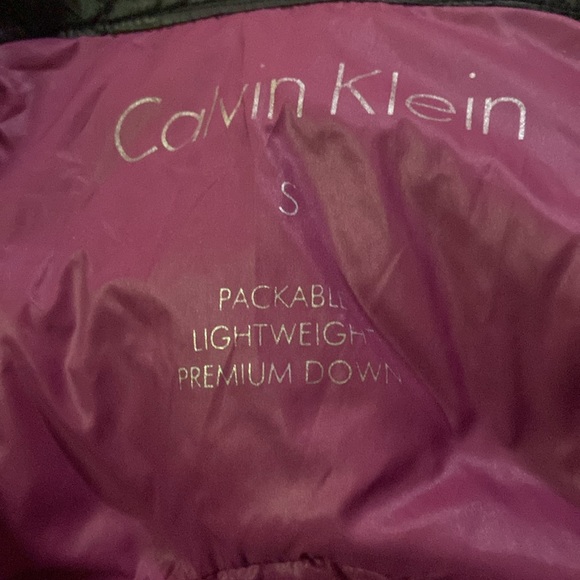 Calvin Klein
S
PACKABLE
LIGHTWEIGHT
PREMIUM DOWN